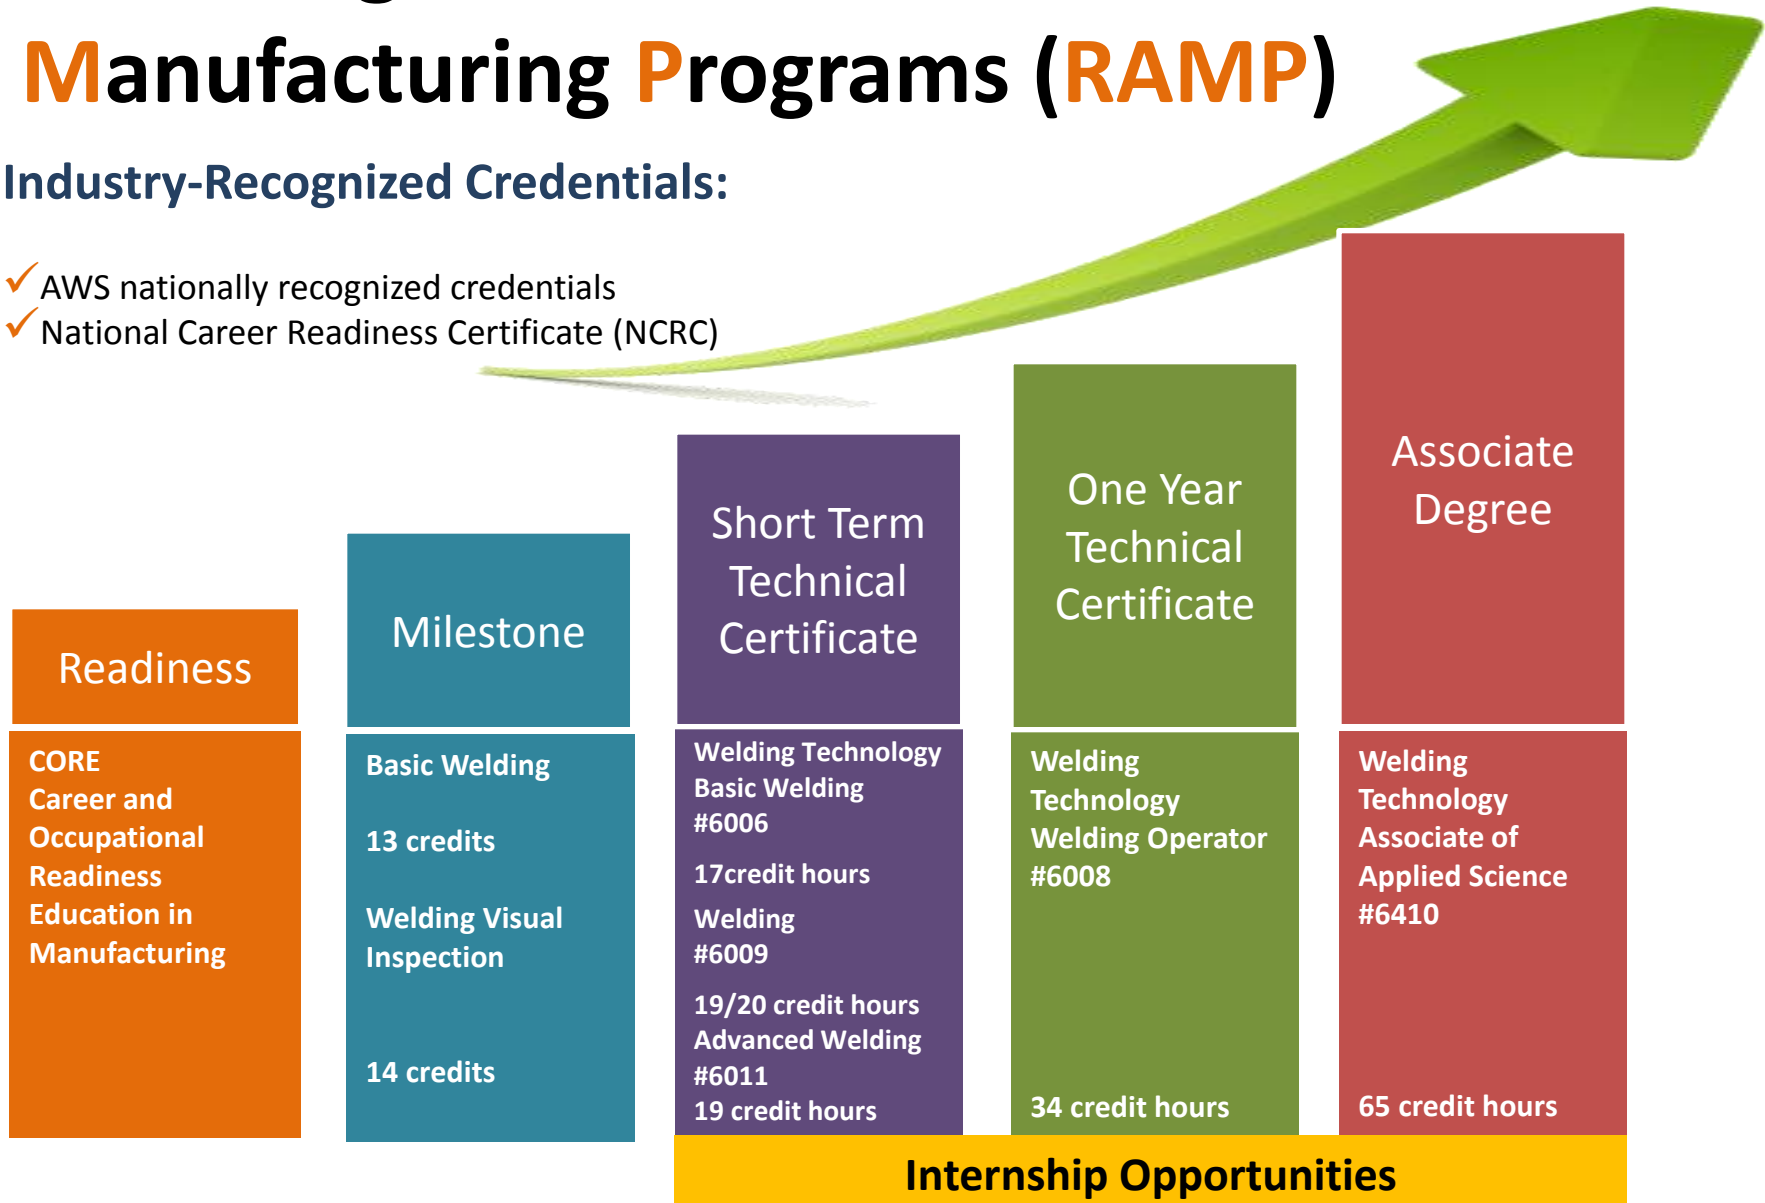 Manufacturing Programs (RAMP)
Industry-Recognized Credentials:
✓AWS nationally recognized credentials
✓National Career Readiness Certificate (NCRC)
Readiness
CORE
Career and
Occupational
Readiness
Education in
Manufacturing
Milestone
Basic Welding
13 credits
Welding Visual
Inspection
14 credits
Short Term
Technical
Certificate
Welding Technology
Basic Welding
#6006
17credit hours
Welding
#6009
19/20 credit hours
Advanced Welding
#6011
19 credit hours
One Year
Technical
Certificate
Welding
Technology
Welding Operator
#6008
34 credit hours
Associate
Degree
Welding
Technology
Associate of
Applied Science
#6410
65 credit hours
Internship Opportunities